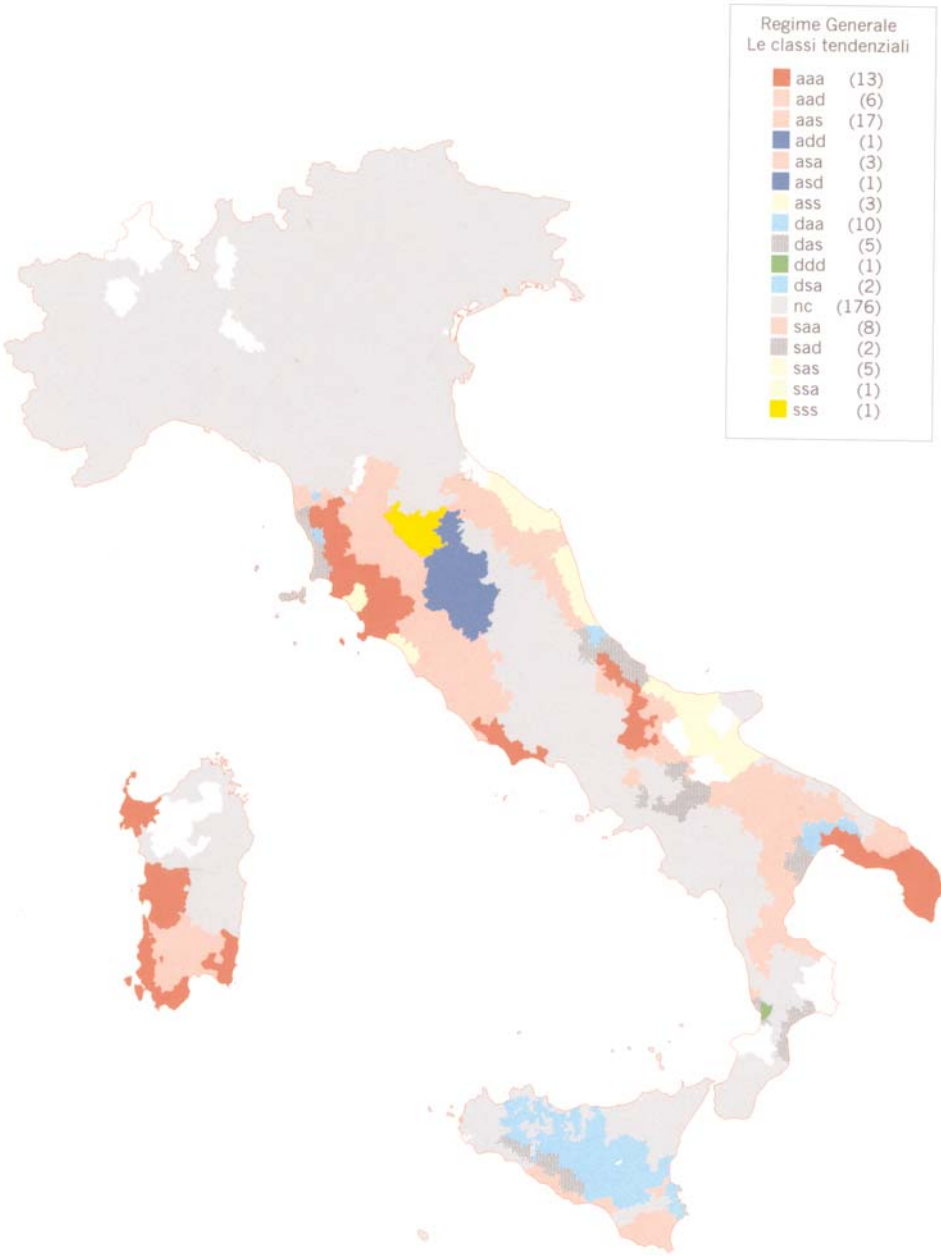 Regime Generale
Le classi tendenziali
aaa (13)
aad (6)
aas (17)
add (1)
asa (3)
asd (1)
ass (3)
daa (10)
das (5)
ddd (1)
dsa (2)
nc (176)
saa (8)
sad (2)
sas (5)
ssa (1)
sss (1)